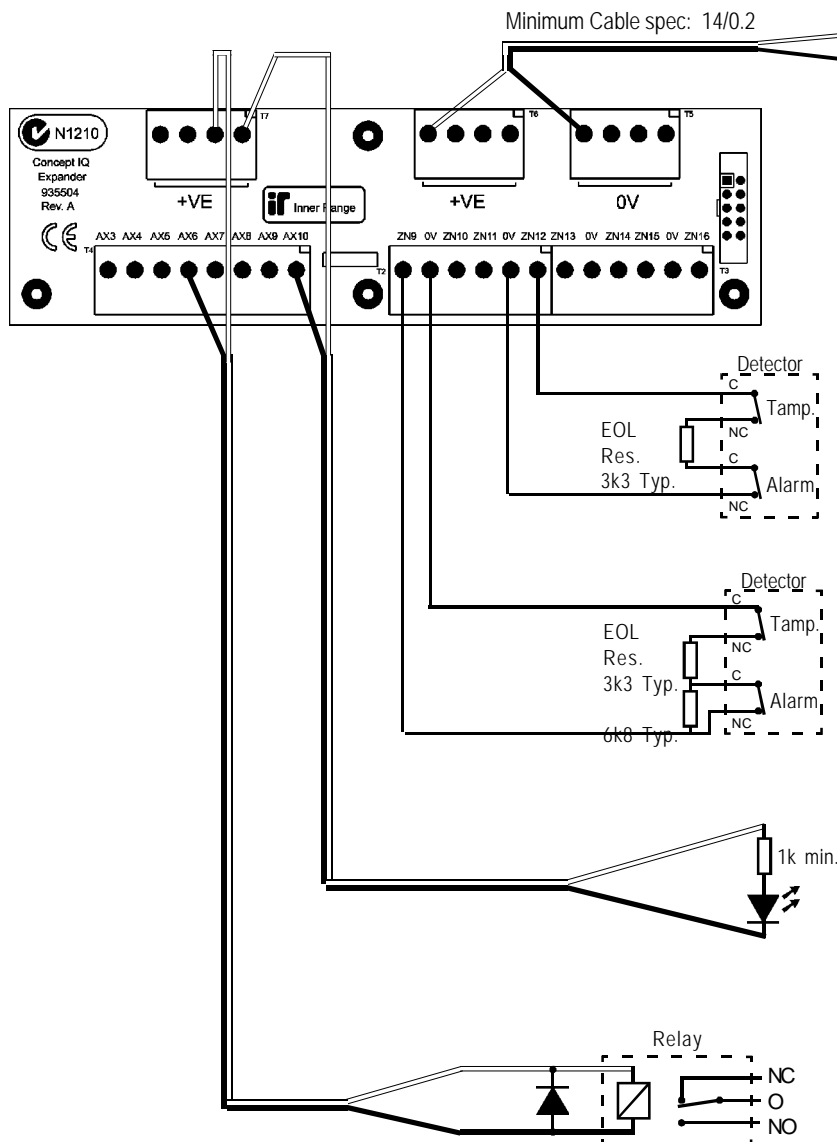 Minimum Cable spec: 14/0.2
N1210
T7
T6
T5
Concept IQ
Expander
935504
Rev. A
+VE
ir Inner Range
+VE
0V
CE
AX3 AX4 AX5 AX6 AX7 AX8 AX9 AX10
ZN9 0V ZN10 ZN11 0V ZN12 ZN13 0V ZN14 ZN15 0V ZN16
T4
T2
T3
Detector
C
Tamp.
EOL
Res.
3k3 Typ.
NC
C
Alarm
NC
Detector
C
Tamp.
EOL
Res.
3k3 Typ.
NC
C
Alarm
6k8 Typ.
NC
1k min.
Relay
NC
O
NO